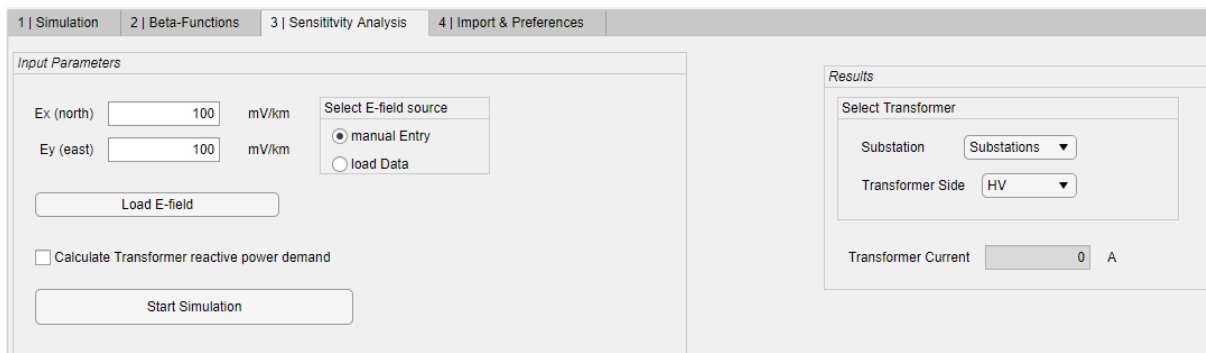 1 | Simulation
2 | Beta-Functions
3 | Sensititvity Analysis
4 | Import & Preferences
Input Parameters
Ex (north) 100 mV/km
Ey (east) 100 mV/km
Select E-field source
manual Entry
load Data
Load E-field
Calculate Transformer reactive power demand
Start Simulation
Results
Select Transformer
Substation Substations
Transformer Side HV
Transformer Current 0 A